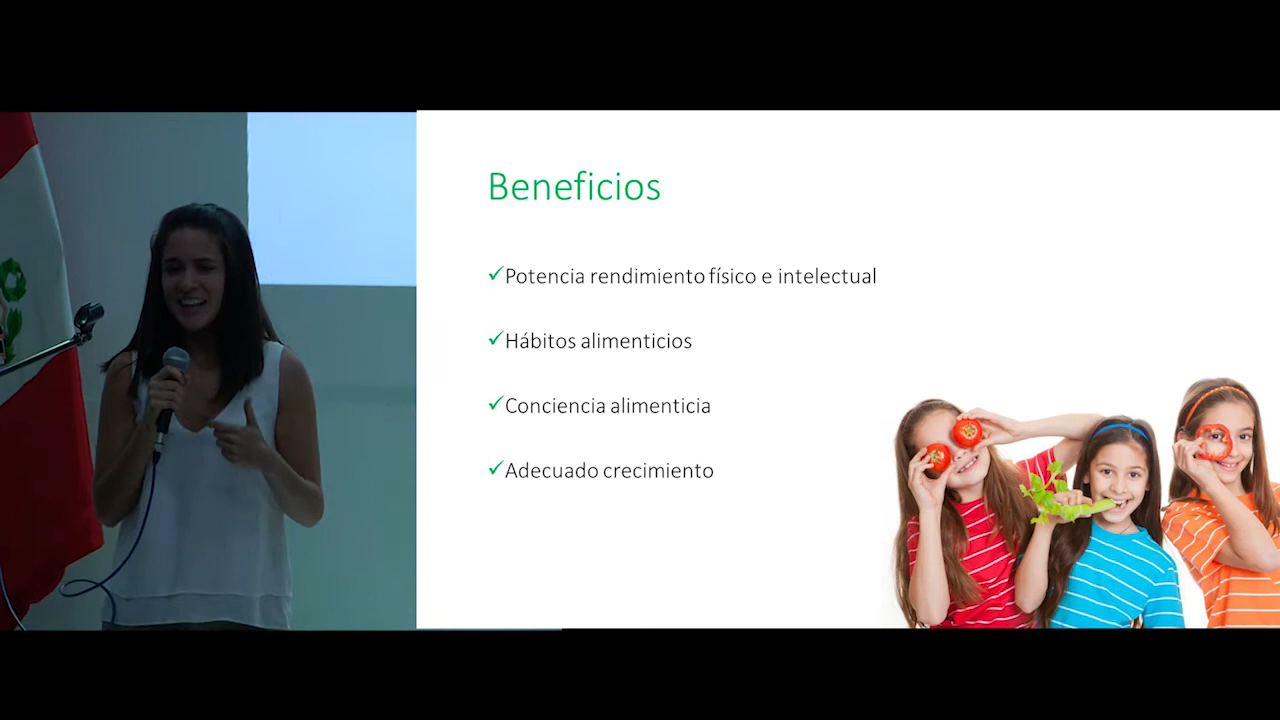 Beneficios
✓Potencia rendimiento físico e intelectual
✓Hábitos alimenticios
✓Conciencia alimenticia
✓Adecuado crecimiento